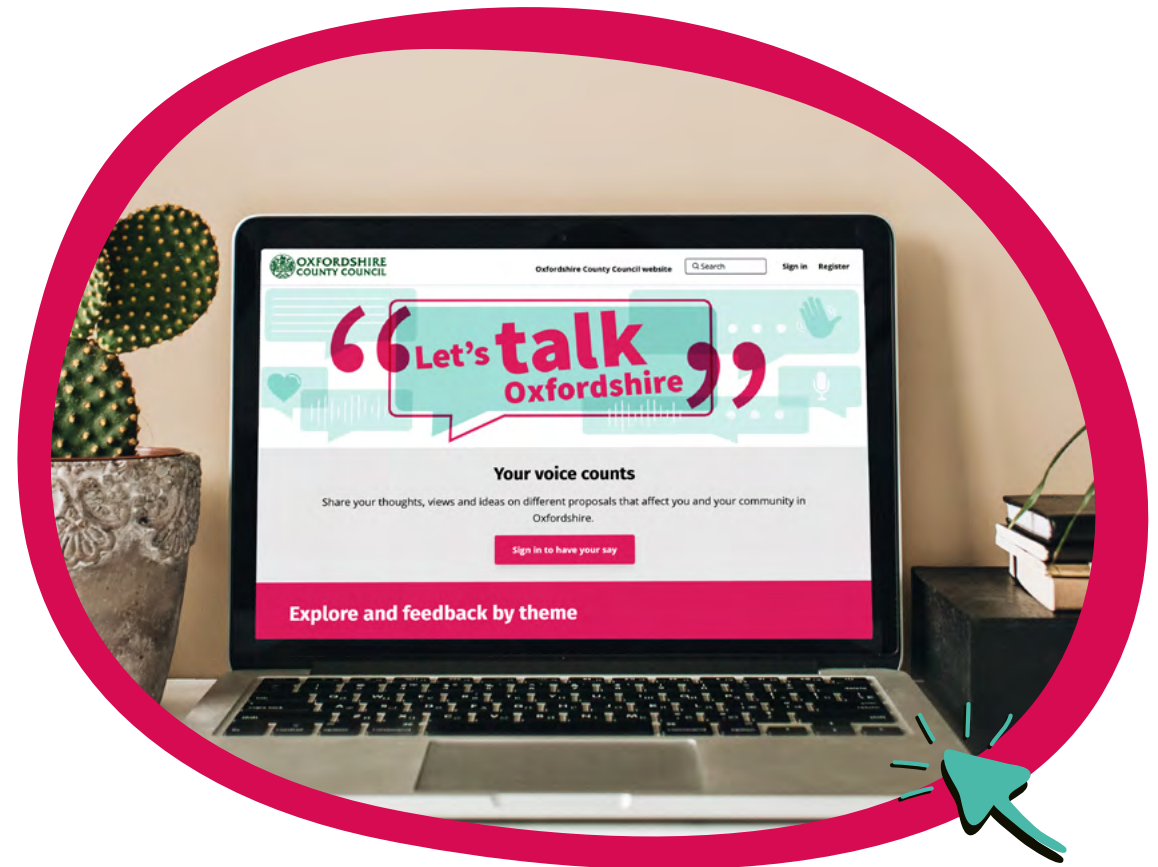 OXFORDSHIRE
COUNTY COUNCIL
Oxfordshire County Council website
Search
Sign in
Register
“Let’s talk
Oxfordshire”
Your voice counts
Share your thoughts, views and ideas on different proposals that affect you and your community in
Oxfordshire.
Sign in to have your say
Explore and feedback by theme